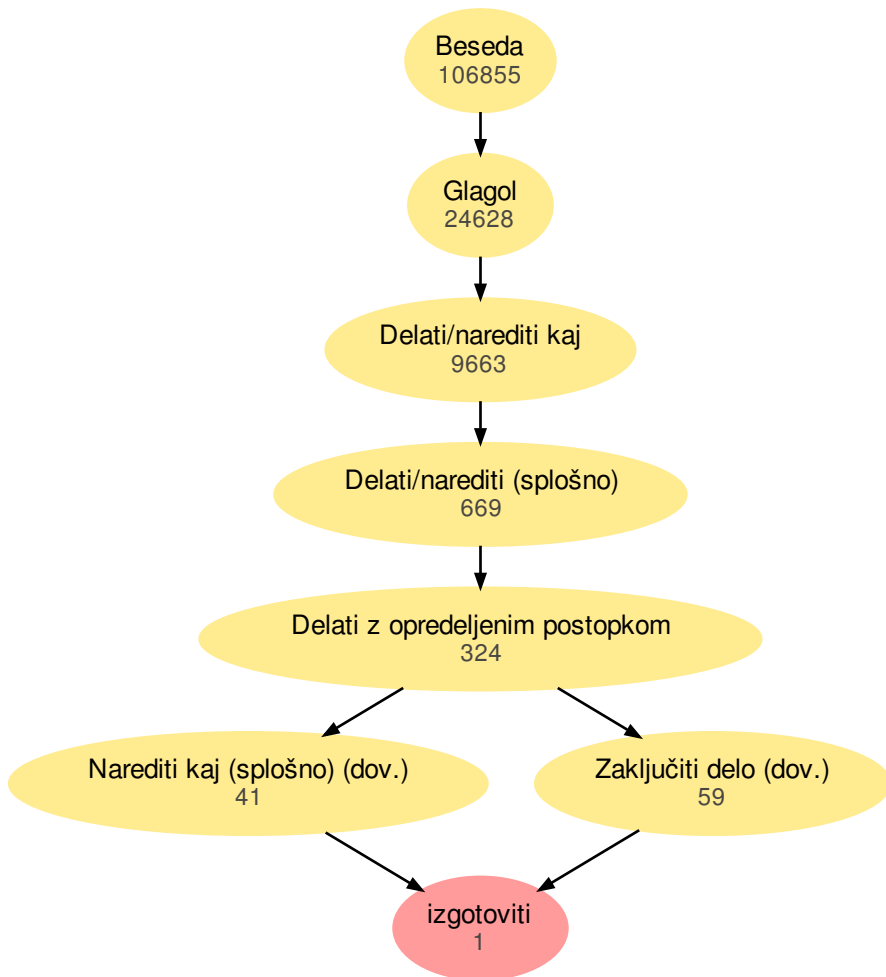 Beseda
106855
Glagol
24628
Delati/narediti kaj
9663
Delati/narediti (splošno)
669
Delati z opredeljenim postopkom
324
Narediti kaj (splošno) (dov.)
41
Zaključiti delo (dov.)
59
izgotoviti
1